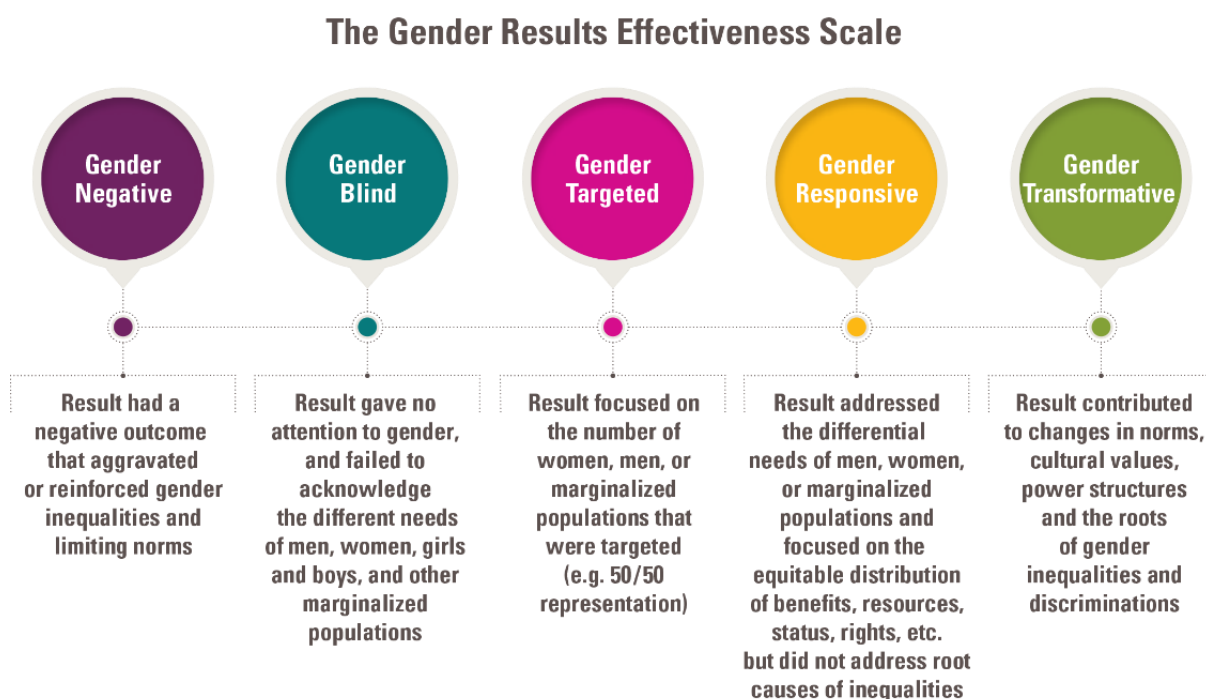 The Gender Results Effectiveness Scale
Gender
Negative
Gender
Blind
Gender
Targeted
Gender
Responsive
Gender
Transformative
Result had a
negative outcome
that aggravated
or reinforced gender
inequalities and
limiting norms
Result gave no
attention to gender,
and failed to
acknowledge
the different needs
of men, women, girls
and boys, and other
marginalized
populations
Result focused on
the number of
women, men, or
marginalized
populations that
were targeted
(e.g. 50/50
representation)
Result addressed
the differential
needs of men, women,
or marginalized
populations and
focused on the
equitable distribution
of benefits, resources,
status, rights, etc.
but did not address root
causes of inequalities
Result contributed
to changes in norms,
cultural values,
power structures
and the roots
of gender
inequalities and
discriminations